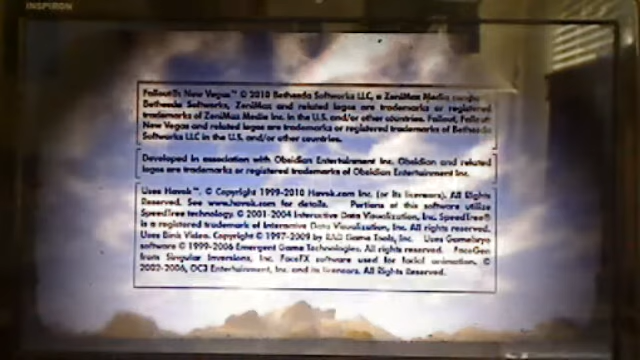 INSPIRON
Fallout®: New Vegas™ © 2010 Bethesda Softworks LLC, a ZeniMax Media
Bethesda Softworks, ZeniMax and related logos are trademarks or registered
trademarks of ZeniMax Media Inc. in the U.S. and/or other countries. Fallout, Fallout:
New Vegas and related logos are trademarks or registered trademarks of Bethesda
Softworks LLC in the U.S. and/or other countries.
Developed in association with Obsidian Entertainment Inc. Obsidian and related
logos are trademarks or registered trademarks of Obsidian Entertainment Inc.
Uses Havok™. © Copyright 1999-2010 Havok.com Inc. (or its licensors). All Rights
Reserved. See www.havok.com for details. Portions of this software utilize
SpeedTree technology. © 2001-2004 Interactive Data Visualization, Inc. SpeedTree®
is a registered trademark of Interactive Data Visualization, Inc. All rights reserved.
Uses Bink Video. Copyright © 1997-2009 by RAD Game Tools, Inc. Uses Gamebryo
software © 1999-2006 Emergent Game Technologies. All rights reserved. FaceGen
from Singular Inversions, Inc. FaceFX software used for facial animation. ©
2002-2006, OC3 Entertainment, Inc. and its licensors. All Rights Reserved.